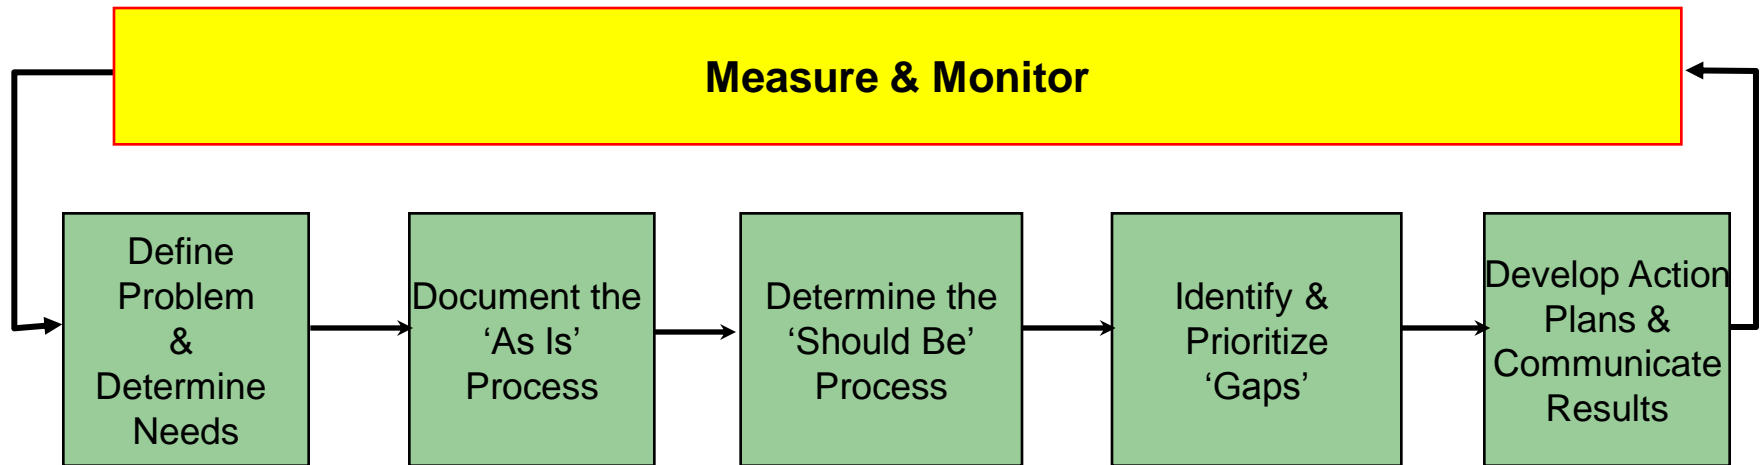 Measure & Monitor
Define
Problem
&
Determine
Needs
Document the
‘As Is’
Process
Determine the
‘Should Be’
Process
Identify &
Prioritize
‘Gaps’
Develop Action
Plans &
Communicate
Results